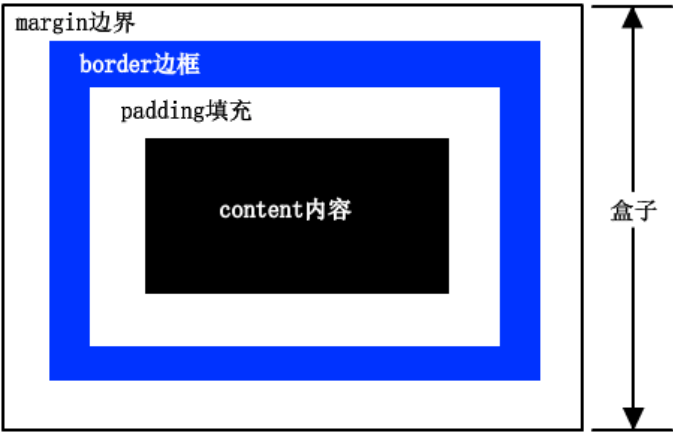 margin边界
border边框
padding填充
content内容
盒子